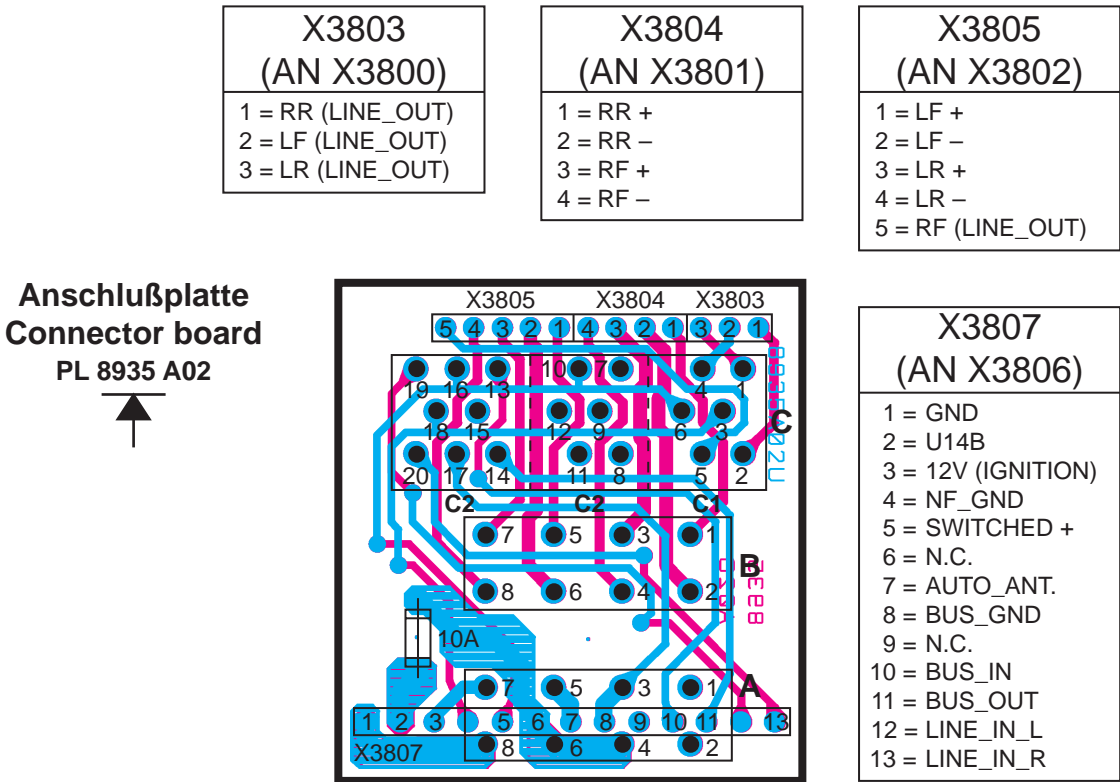 X3803
(AN X3800)
1 = RR (LINE_OUT)
2 = LF (LINE_OUT)
3 = LR (LINE_OUT)
X3804
(AN X3801)
1 = RR +
2 = RR –
3 = RF +
4 = RF –
X3805
(AN X3802)
1 = LF +
2 = LF –
3 = LR +
4 = LR –
5 = RF (LINE_OUT)
Anschlußplatte
Connector board
PL 8935 A02
X3805 X3804 X3803
5 4 3 2 1 4 3 2 1 3 2 1
19 16 13 10 7 4 1
18 15 12 9 6 3
C
20 17 14 11 8 5 2
8935A02U
C2 C2 C1
7 5 3 1
B
8 6 4 2
10A
7 5 3 1
A
1 2 3 5 6 7 8 9 10 11 13
X3807
8 6 4 2
X3807
(AN X3806)
1 = GND
2 = U14B
3 = 12V (IGNITION)
4 = NF_GND
5 = SWITCHED +
6 = N.C.
7 = AUTO_ANT.
8 = BUS_GND
9 = N.C.
10 = BUS_IN
11 = BUS_OUT
12 = LINE_IN_L
13 = LINE_IN_R